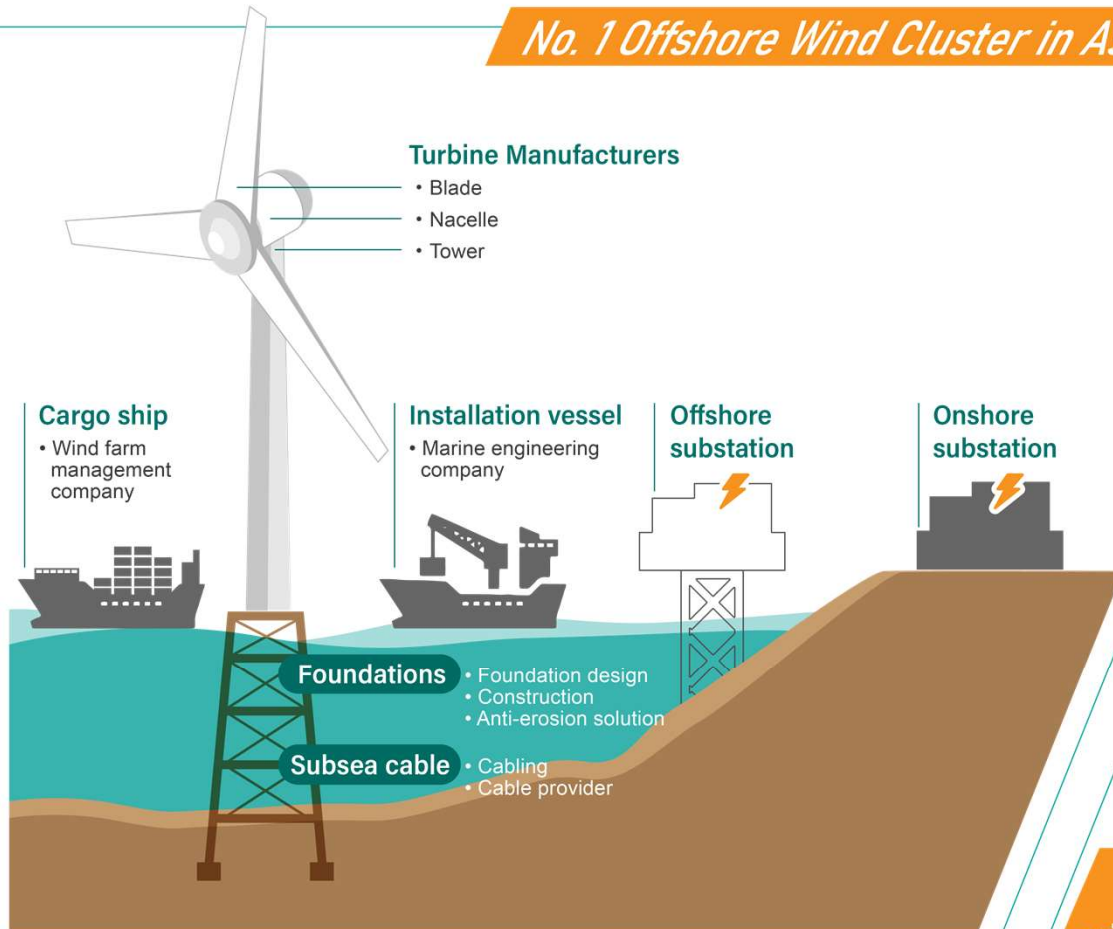 No. 1 Offshore Wind Cluster in
Turbine Manufacturers
• Blade
• Nacelle
• Tower
Cargo ship
• Wind farm
management
company
Installation vessel
• Marine engineering
company
Offshore
substation
Onshore
substation
Foundations
• Foundation design
• Construction
• Anti-erosion solution
Subsea cable
• Cabling
• Cable provider